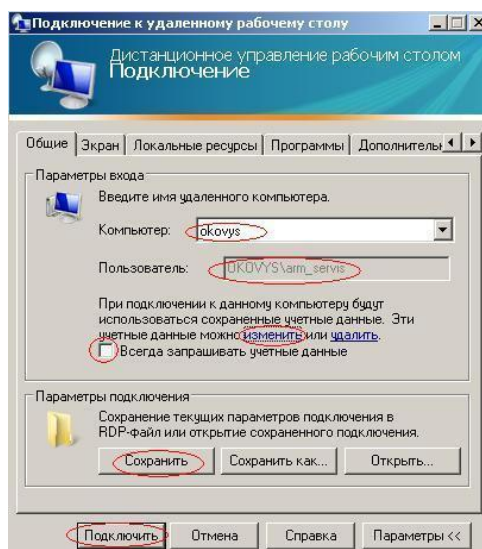 Подключение к удаленному рабочему столу
Дистанционное управление рабочим столом
Подключение
Общие Экран Локальные ресурсы Программы Дополнитель
Параметры входа
Введите имя удаленного компьютера.
Компьютер: okovys
Пользователь: OKOVYS\arm_servis
При подключении к данному компьютеру будут
использоваться сохраненные учетные данные. Эти
учетные данные можно изменить или удалить.
Всегда запрашивать учетные данные
Параметры подключения
Сохранение текущих параметров подключения в
RDP-файл или открытие сохраненного подключения.
Сохранить Сохранить как... Открыть...
Подключить Отмена Справка Параметры <<